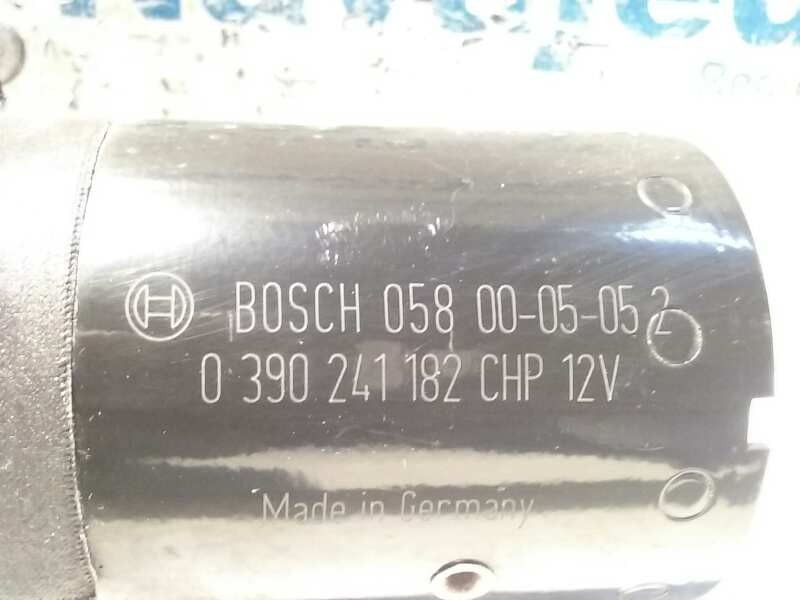 BOSCH 058 00-05-05 2
0 390 241 182 CHP 12V
Made in Germany